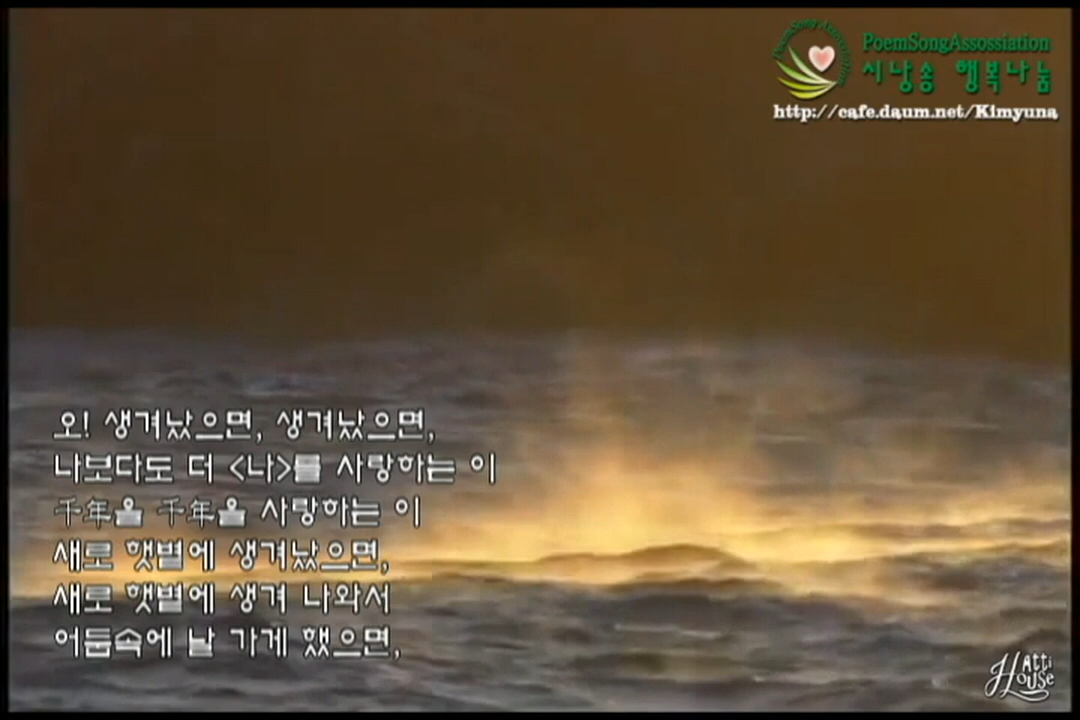 PoemSongAssossiation
PoemSongAssossiation
시낭송 행복나눔
http://cafe.daum.net/Kimyuna
오! 생겨났으면, 생겨났으면,
나보다도 더 <나>를 사랑하는 이
千年을 千年을 사랑하는 이
새로 햇볕에 생겨났으면,
새로 햇볕에 생겨 나와서
어둠속에 날 가게 했으면,
Hatti
House